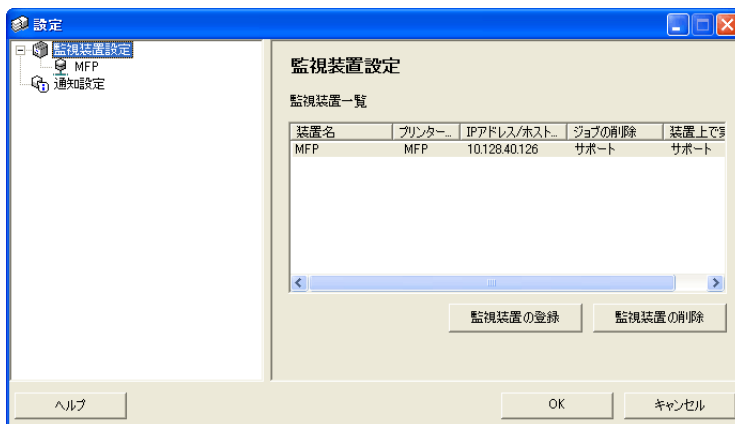 設定
監視装置設定
MFP
通知設定
監視装置設定
監視装置一覧
装置名 プリンター... IPアドレス/ホスト... ジョブの削除 装置上で実
MFP MFP 10.128.40.126 サポート サポート
監視装置の登録 監視装置の削除
ヘルプ OK キャンセル